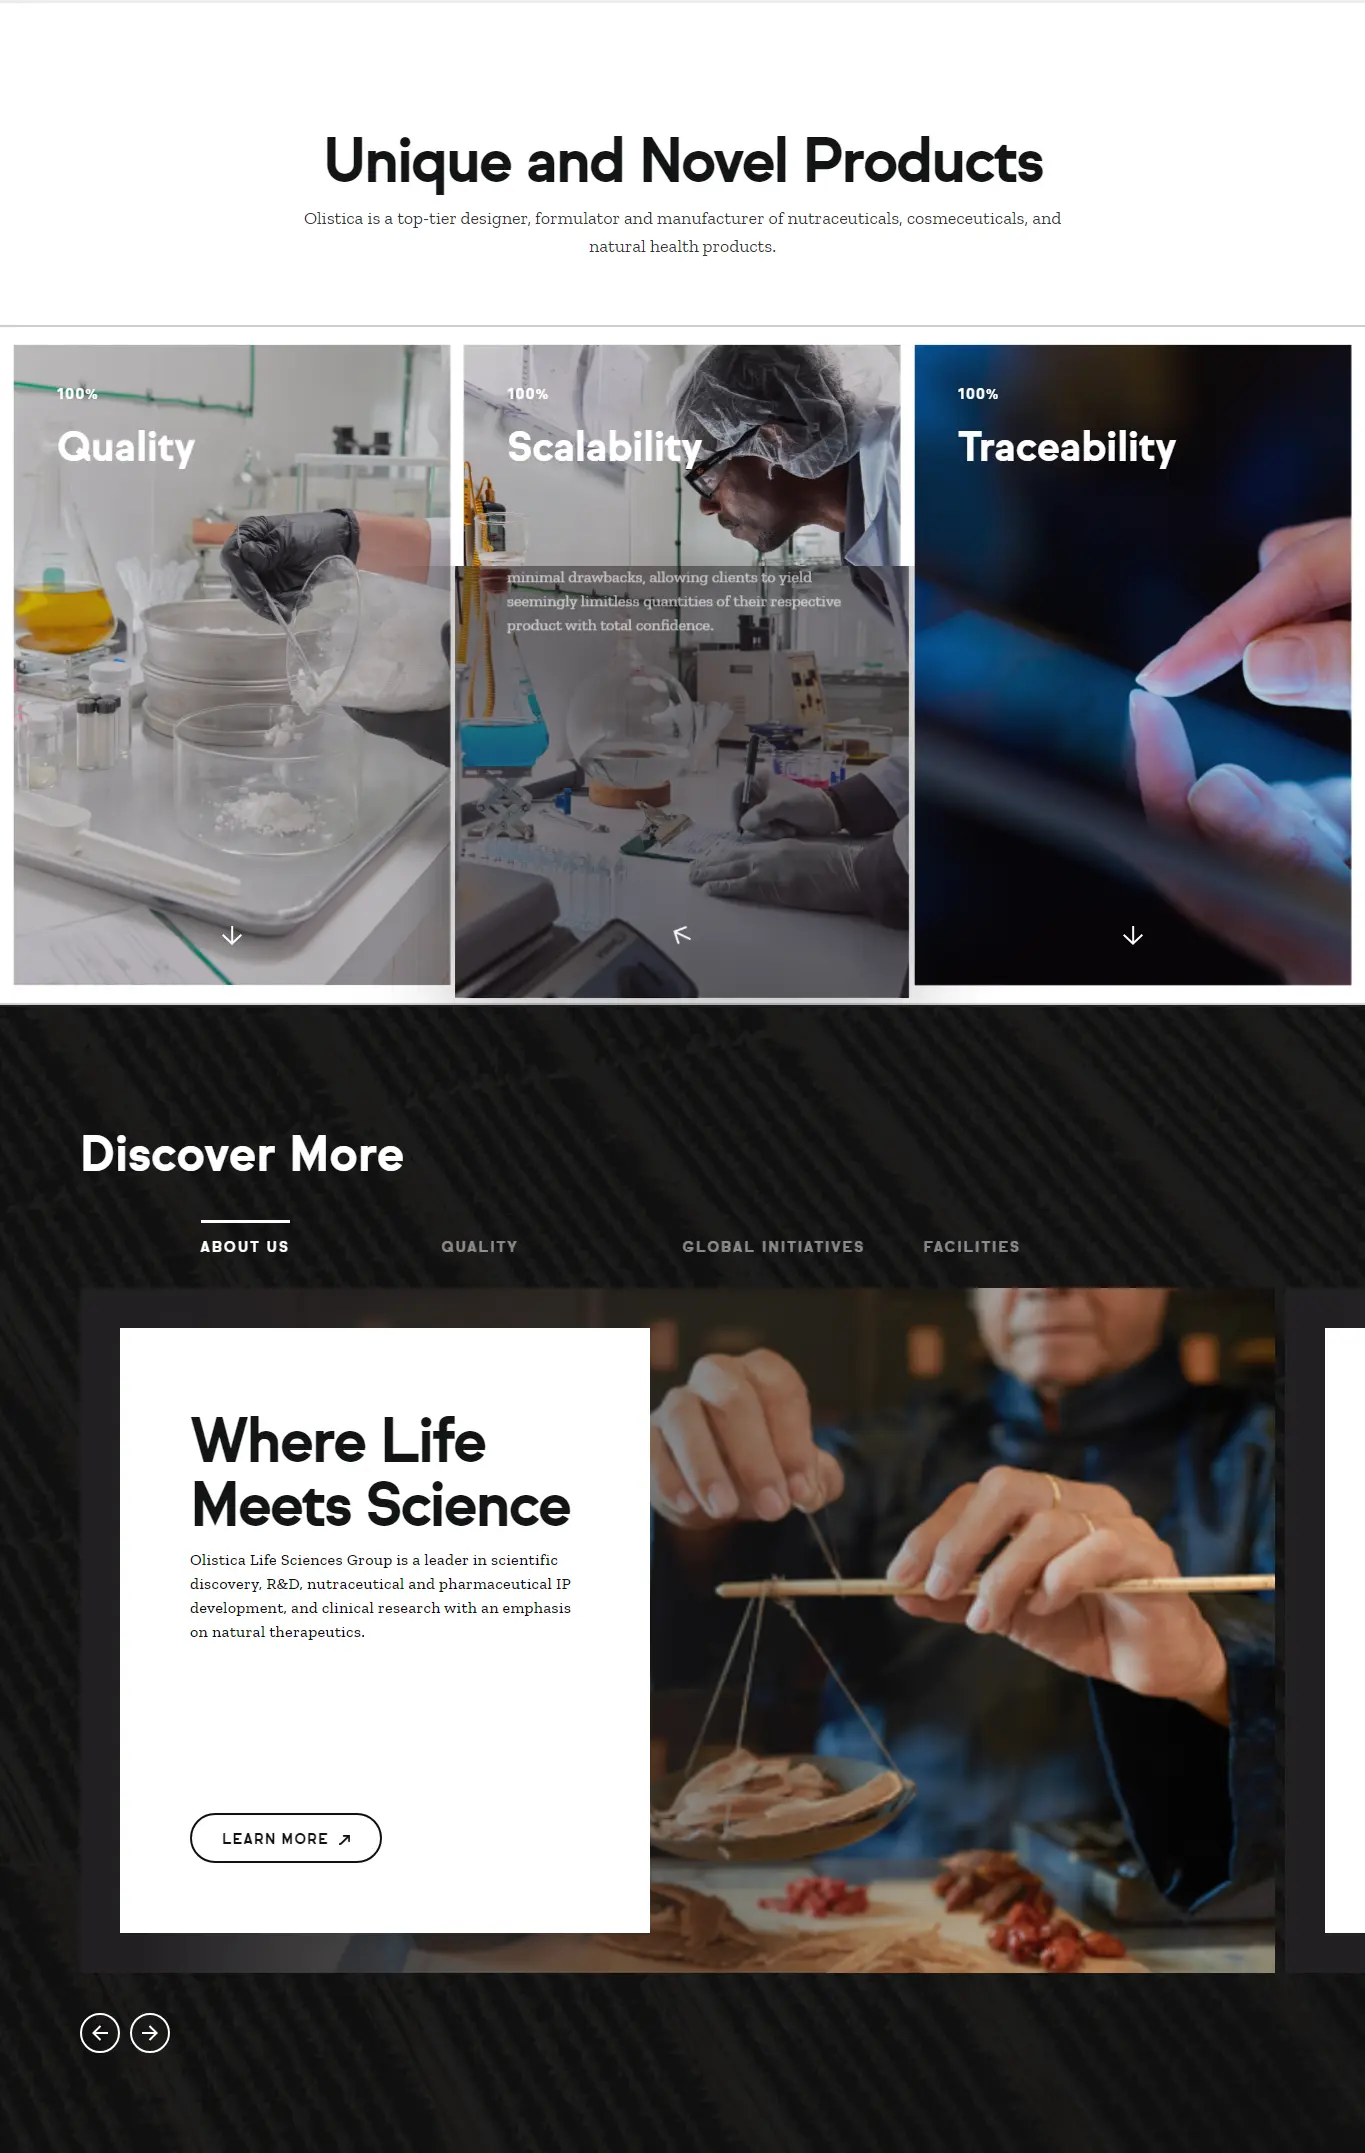 Unique and Novel Products
Olistica is a top-tier designer, formulator and manufacturer of nutraceuticals, cosmeceuticals, and
natural health products.
100%
Quality
100%
Scalability
minimal drawbacks, allowing clients to yield
seemingly limitless quantities of their respective
product with total confidence.
100%
Traceability
Discover More
ABOUT US
QUALITY
GLOBAL INITIATIVES
FACILITIES
Where Life
Meets Science
Olistica Life Sciences Group is a leader in scientific
discovery, R&D, nutraceutical and pharmaceutical IP
development, and clinical research with an emphasis
on natural therapeutics.
LEARN MORE